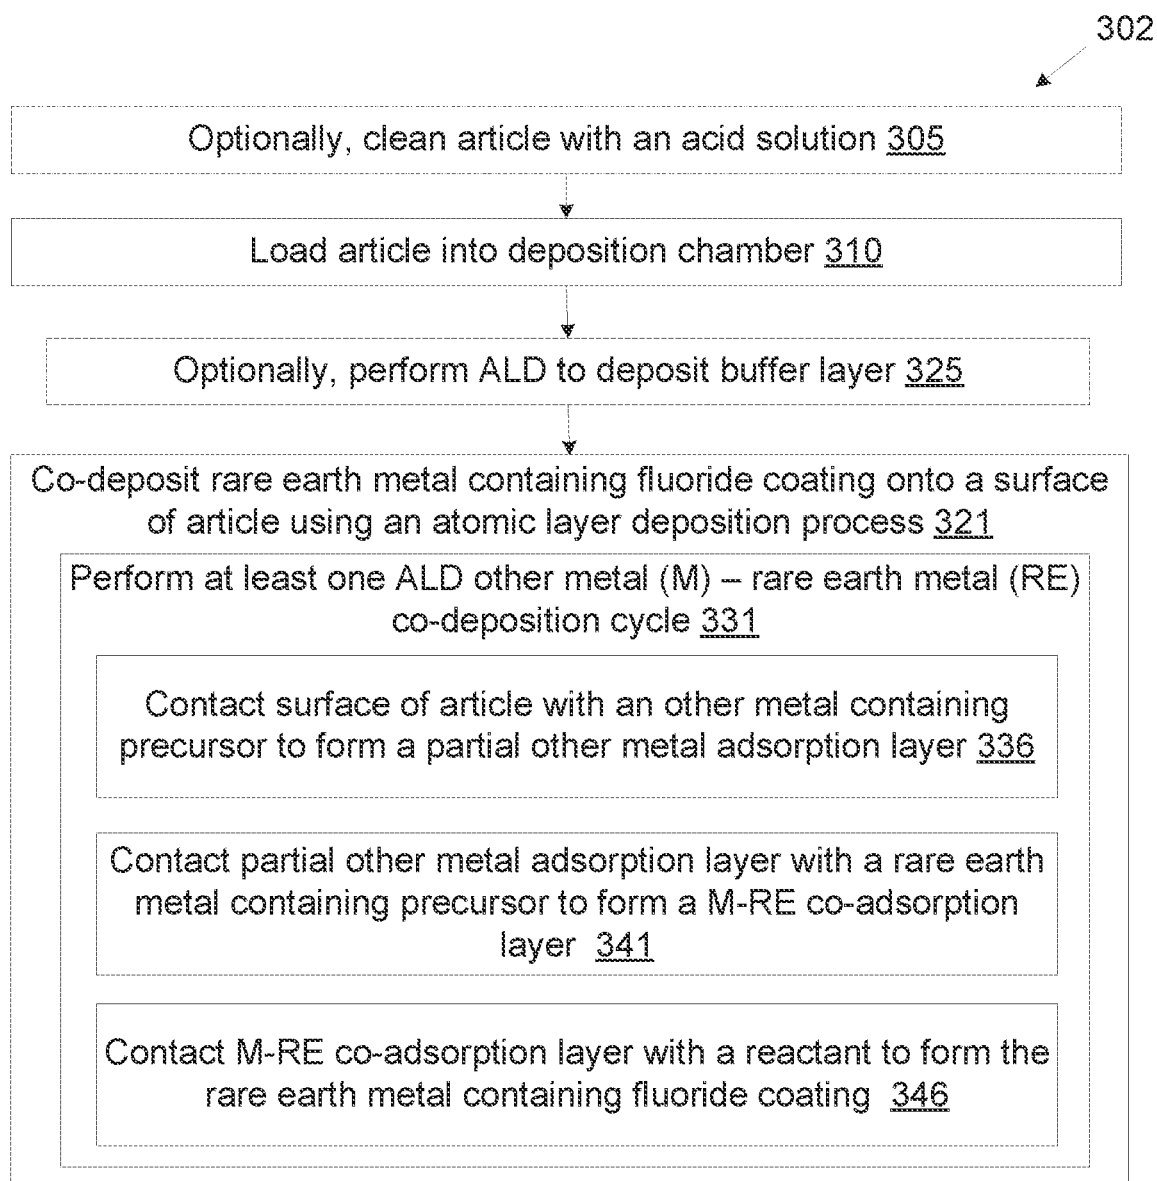 302
Optionally, clean article with an acid solution 305
Load article into deposition chamber 310
Optionally, perform ALD to deposit buffer layer 325
Co-deposit rare earth metal containing fluoride coating onto a surface
of article using an atomic layer deposition process 321
Perform at least one ALD other metal (M) – rare earth metal (RE)
co-deposition cycle 331
Contact surface of article with an other metal containing
precursor to form a partial other metal adsorption layer 336
Contact partial other metal adsorption layer with a rare earth
metal containing precursor to form a M-RE co-adsorption
layer 341
Contact M-RE co-adsorption layer with a reactant to form the
rare earth metal containing fluoride coating 346